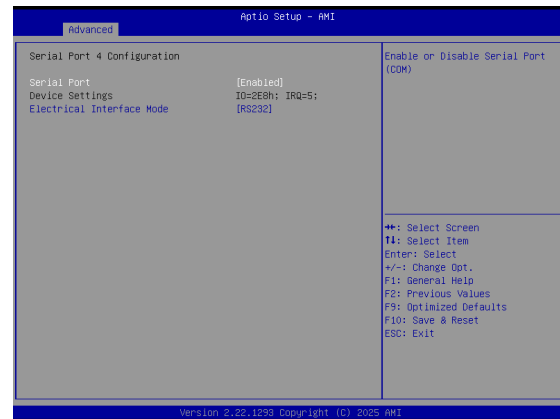 Aptio Setup - AMI
Advanced
Serial Port 4 Configuration
Serial Port [Enabled]
Device Settings IO=2E8h; IRQ=5;
Electrical Interface Mode [RS232]
Enable or Disable Serial Port
(COM)
→←: Select Screen
↑↓: Select Item
Enter: Select
+/-: Change Opt.
F1: General Help
F2: Previous Values
F9: Optimized Defaults
F10: Save & Reset
ESC: Exit
Version 2.22.1293 Copyright (C) 2025 AMI